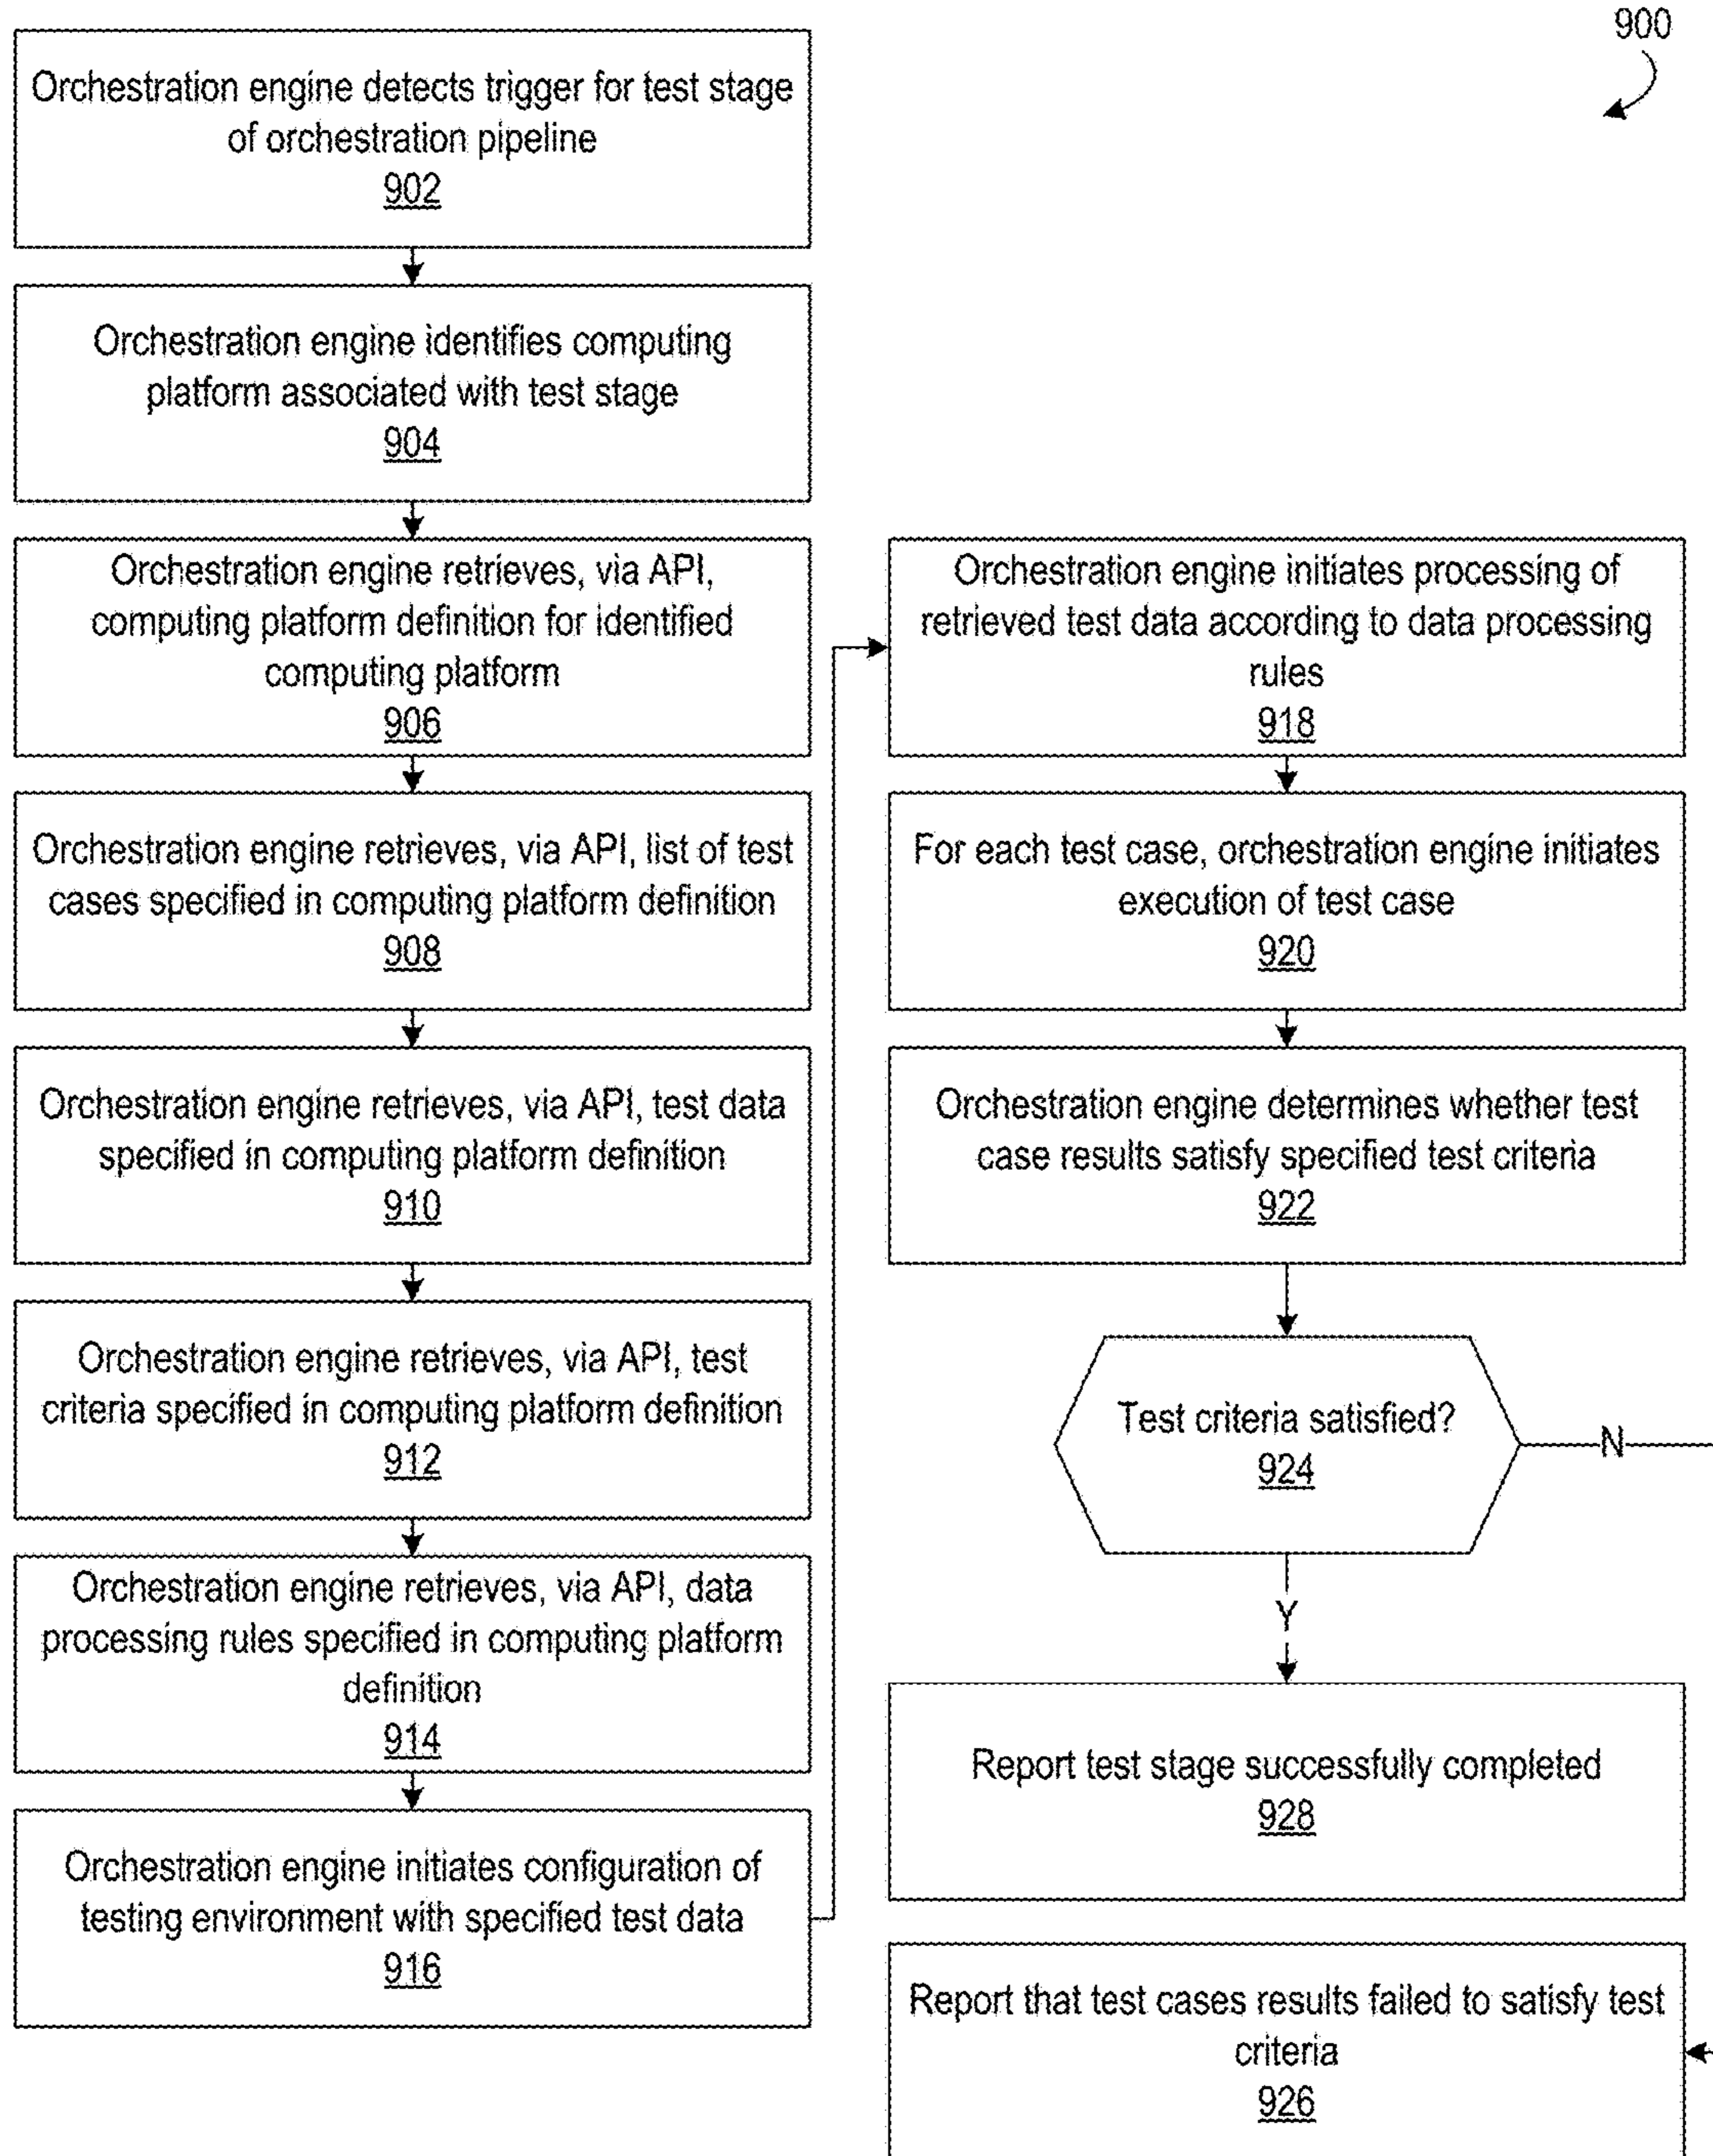 900
Orchestration engine detects trigger for test stage
of orchestration pipeline
902
Orchestration engine identifies computing
platform associated with test stage
904
Orchestration engine retrieves, via API,
computing platform definition for identified
computing platform
906
Orchestration engine retrieves, via API, list of test
cases specified in computing platform definition
908
Orchestration engine retrieves, via API, test data
specified in computing platform definition
910
Orchestration engine retrieves, via API, test
criteria specified in computing platform definition
912
Orchestration engine retrieves, via API, data
processing rules specified in computing platform
definition
914
Orchestration engine initiates configuration of
testing environment with specified test data
916
Orchestration engine initiates processing of
retrieved test data according to data processing
rules
918
For each test case, orchestration engine initiates
execution of test case
920
Orchestration engine determines whether test
case results satisfy specified test criteria
922
Test criteria satisfied?
924
N
Y
Report test stage successfully completed
928
Report that test cases results failed to satisfy test
criteria
926